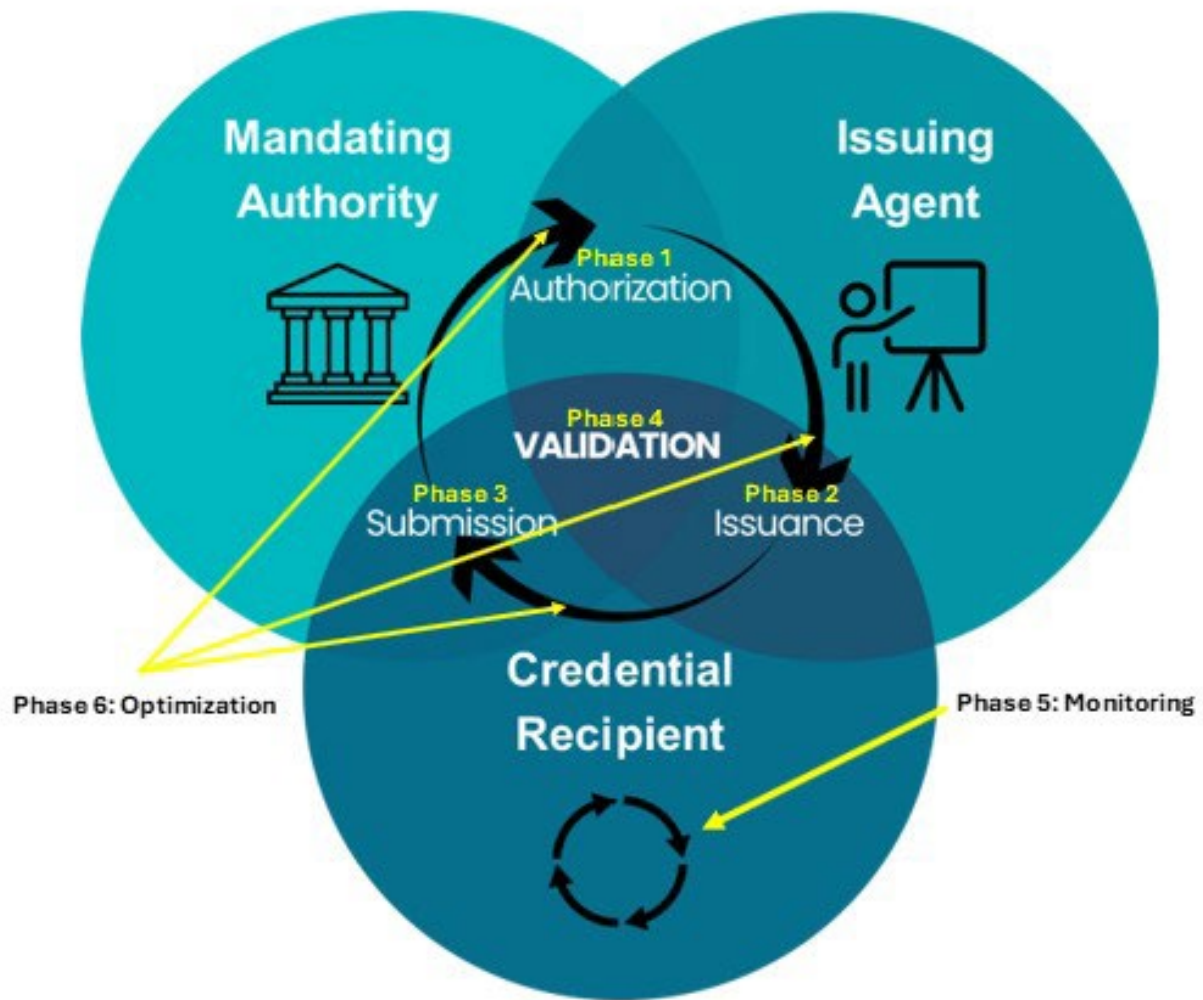 Mandating
Authority
Issuing
Agent
Phase 1
Authorization
Phase 4
VALIDATION
Phase 3
Submission
Phase 2
Issuance
Credential
Recipient
Phase 6: Optimization
Phase 5: Monitoring